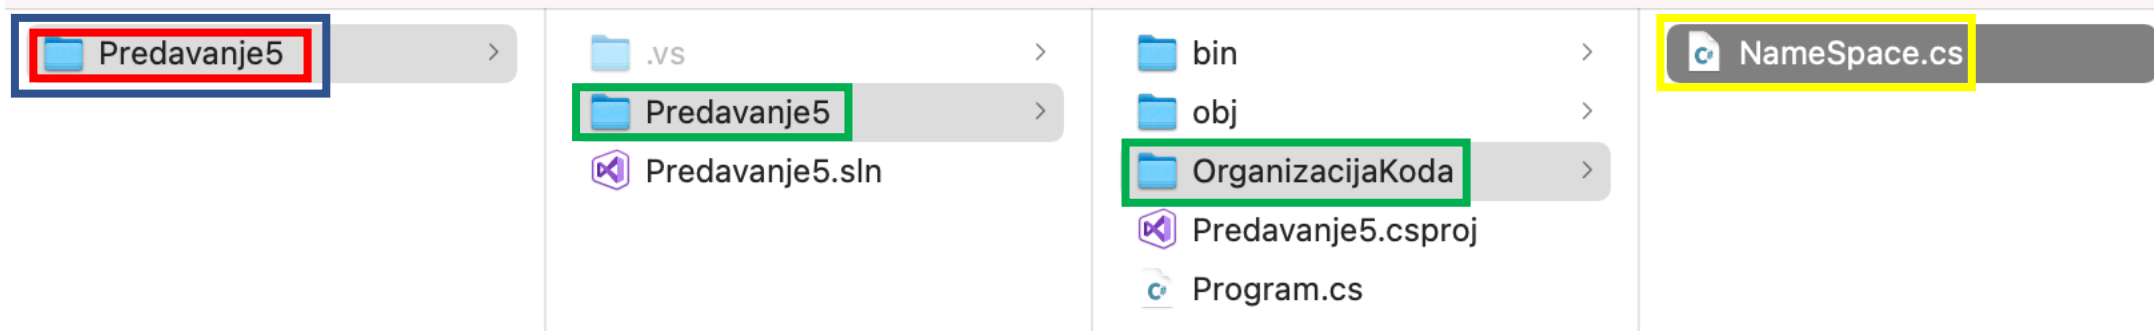 Predavanje5
.vs
Predavanje5
Predavanje5.sln
bin
obj
OrganizacijaKoda
Predavanje5.csproj
Program.cs
NameSpace.cs